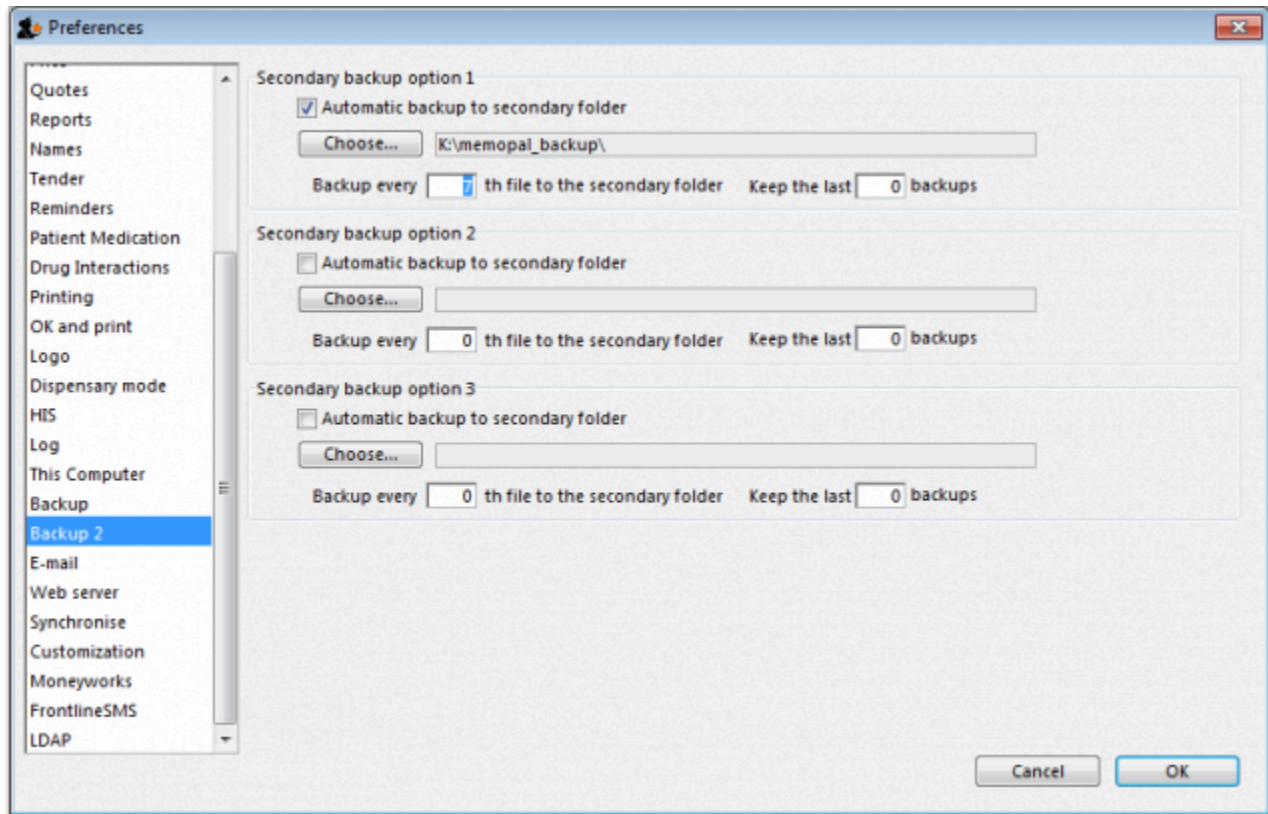 Preferences
Quotes
Reports
Names
Tender
Reminders
Patient Medication
Drug Interactions
Printing
OK and print
Logo
Dispensary mode
HIS
Log
This Computer
Backup
Backup 2
E-mail
Web server
Synchronise
Customization
Moneyworks
FrontlineSMS
LDAP
Secondary backup option 1
Automatic backup to secondary folder
Choose... K:\memopal_backup\
Backup every 7 th file to the secondary folder Keep the last 0 backups
Secondary backup option 2
Automatic backup to secondary folder
Choose...
Backup every 0 th file to the secondary folder Keep the last 0 backups
Secondary backup option 3
Automatic backup to secondary folder
Choose...
Backup every 0 th file to the secondary folder Keep the last 0 backups
Cancel OK